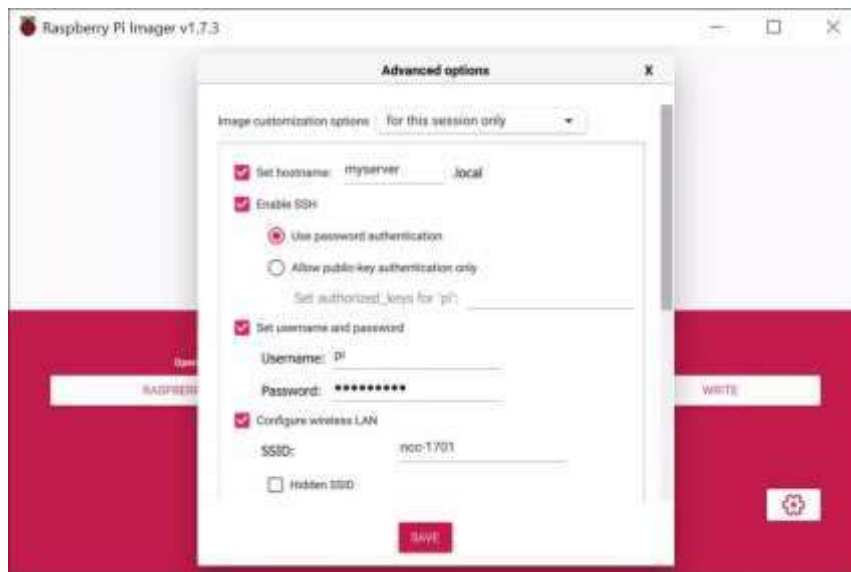 Raspberry Pi Imager v1.7.3
Advanced options X
Image customization options for this session only
Set hostname: myserver .local
Enable SSH
Use password authentication
Allow public-key authentication only
Set authorized_keys for 'pi':
Set username and password
Username: pi
Password: •••••••••
Configure wireless LAN
SSID: ncc-1701
Hidden SSID
Oper
RASPBERR
WRITE
SAVE